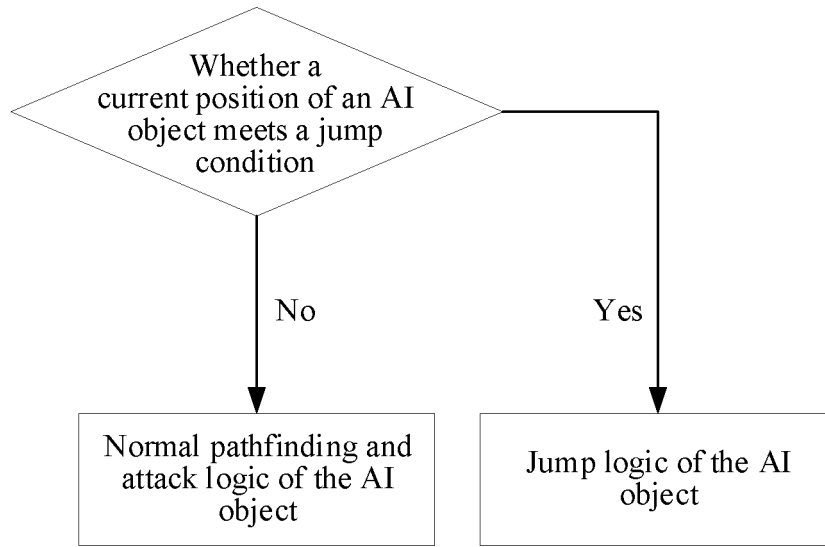 Whether a
current position of an AI
object meets a jump
condition
No
Yes
Normal pathfinding and
attack logic of the AI
object
Jump logic of the AI
object